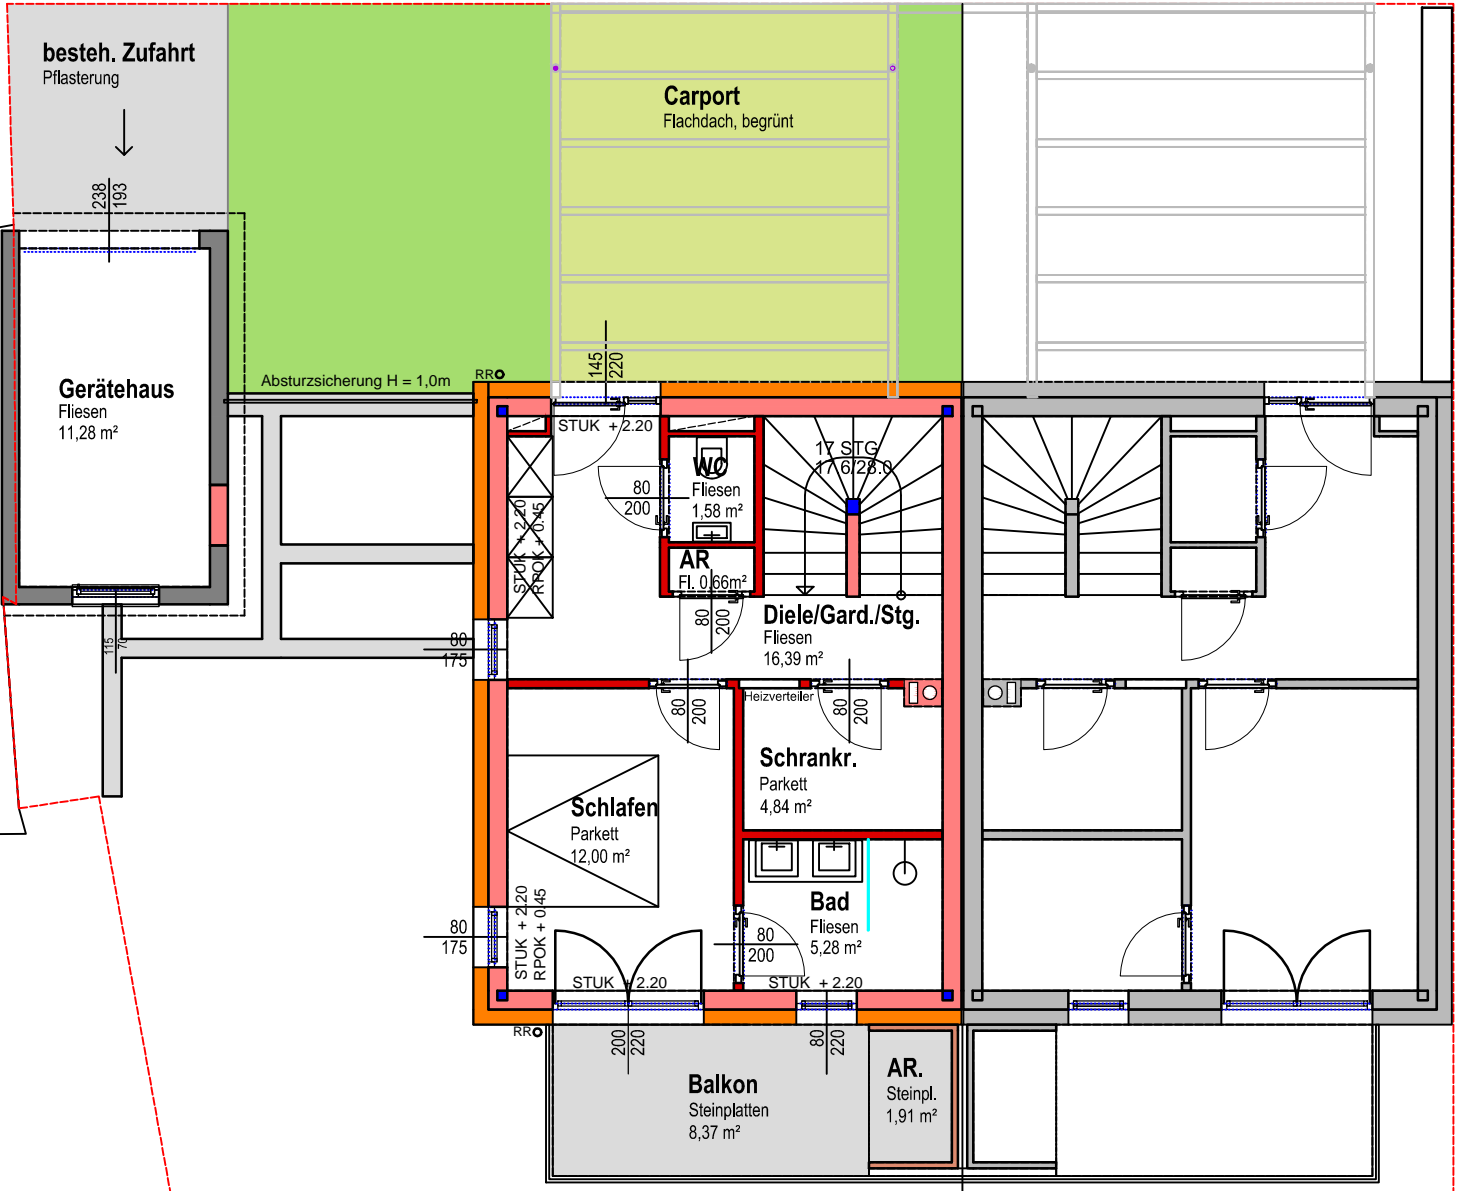 besteh. Zufahrt
Pflasterung
238
193
Carport
Flachdach, begrünt
Gerätehaus
Fliesen
11,28 m²
Absturzsicherung H = 1,0m
RR
145
220
STUK + 2.20
WC
Fliesen
1,58 m²
80
200
17 STG
17.6/28.0
STUK + 2.20
RPOK + 0.45
AR
Fl. 0,66m²
80
200
Diele/Gard./Stg.
Fliesen
16,39 m²
115
70
80
175
80
200
Heizverteiler
80
200
Schrankr.
Parkett
4,84 m²
Schlafen
Parkett
12,00 m²
STUK + 2.20
RPOK + 0.45
80
175
Bad
Fliesen
5,28 m²
80
200
STUK + 2.20
STUK + 2.20
RR
200
220
80
220
Balkon
Steinplatten
8,37 m²
AR.
Steinpl.
1,91 m²